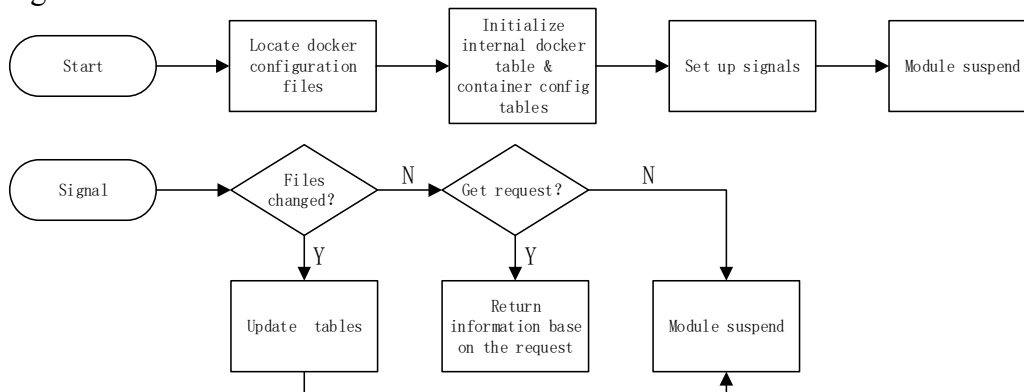 Start
Locate docker
configuration
files
Initialize
internal docker
table &
container config
tables
Set up signals
Module suspend
Signal
Files
changed?
N
Get request?
N
Y
Y
Update tables
Return
information base
on the request
Module suspend